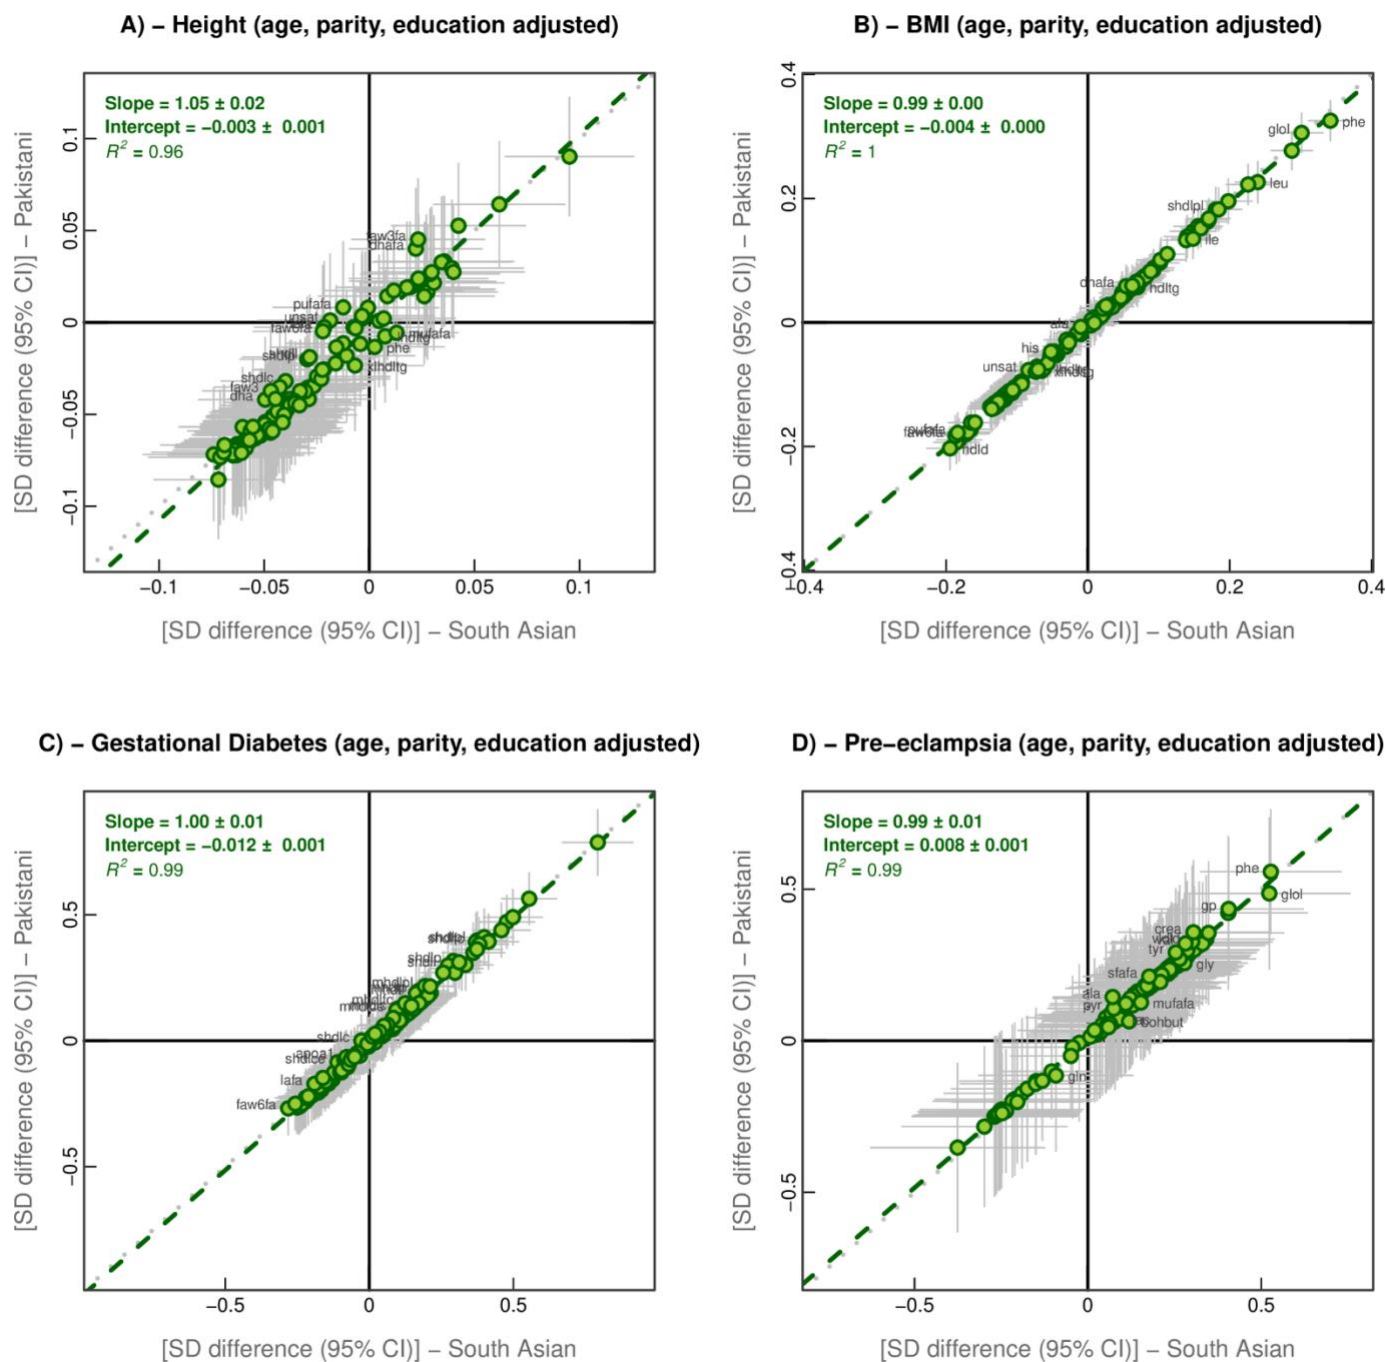 A) – Height (age, parity, education adjusted)
Slope = 1.05 ± 0.02
Intercept = −0.003 ± 0.001
R² = 0.96
[SD difference (95% CI)] – Pakistani
0.1
0.05
0
−0.05
−0.1
faw3fa
dhafa
pufafa
unsat
faw6fa
mufafa
phe
xlhdltg
shdlc
faw3
dha
−0.1
−0.05
0
0.05
0.1
[SD difference (95% CI)] – South Asian
B) – BMI (age, parity, education adjusted)
Slope = 0.99 ± 0.00
Intercept = −0.004 ± 0.000
R² = 1
[SD difference (95% CI)] – Pakistani
0.4
0.2
0
−0.2
−0.4
glol
phe
leu
shdlpl
ile
dhafa
hdltg
ala
his
unsat
hdld
−0.4
−0.2
0
0.2
0.4
[SD difference (95% CI)] – South Asian
C) – Gestational Diabetes (age, parity, education adjusted)
Slope = 1.00 ± 0.01
Intercept = −0.012 ± 0.001
R² = 0.99
[SD difference (95% CI)] – Pakistani
0.5
0
−0.5
shdlp
mhdlpl
shdlc
apoa1
shdlce
lafa
faw6fa
−0.5
0
0.5
[SD difference (95% CI)] – South Asian
D) – Pre−eclampsia (age, parity, education adjusted)
Slope = 0.99 ± 0.01
Intercept = 0.008 ± 0.001
R² = 0.99
[SD difference (95% CI)] – Pakistani
0.5
0
−0.5
phe
glol
gp
crea
tyr
gly
sfafa
ala
mufafa
pyr
bohbut
gln
−0.5
0
0.5
[SD difference (95% CI)] – South Asian